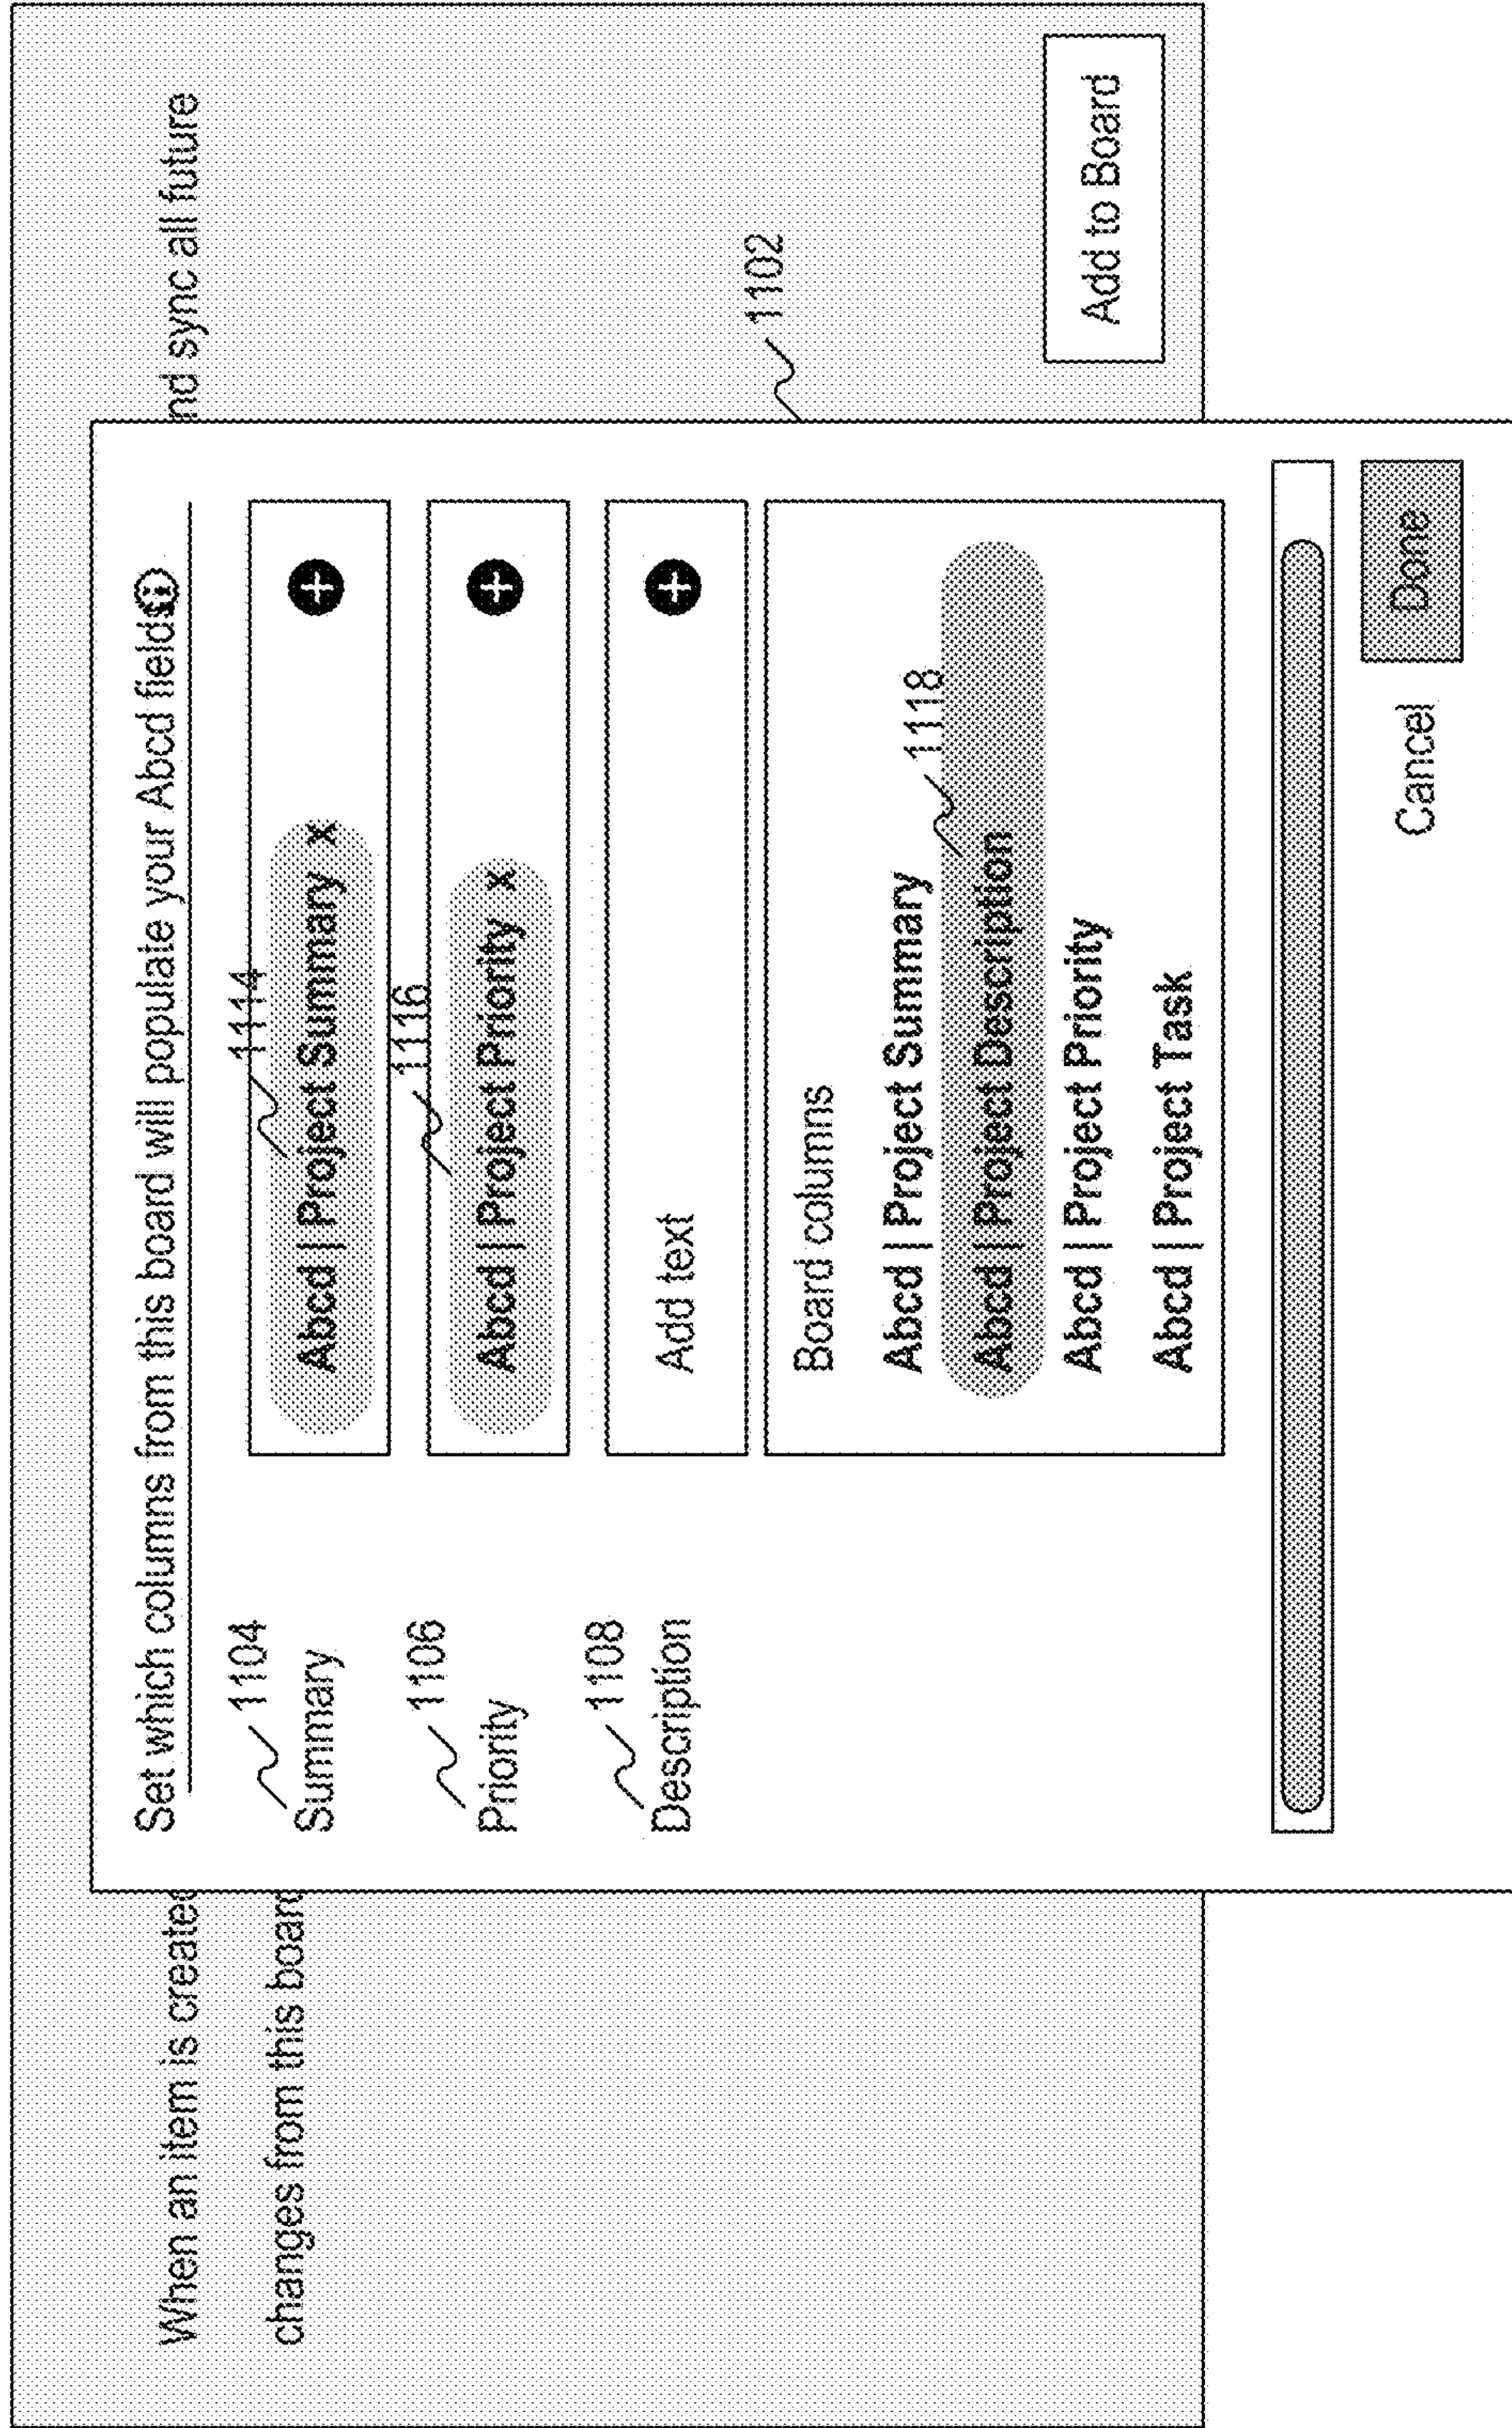 When an item is created
nd sync all future
changes from this board
1102
Add to Board
Set which columns from this board will populate your Abcd fields
1104
Summary
1114
Abcd | Project Summary x
1106
Priority
1116
Abcd | Project Priority x
1108
Description
Add text
Board columns
Abcd | Project Summary
1118
Abcd | Project Description
Abcd | Project Priority
Abcd | Project Task
Cancel
Done